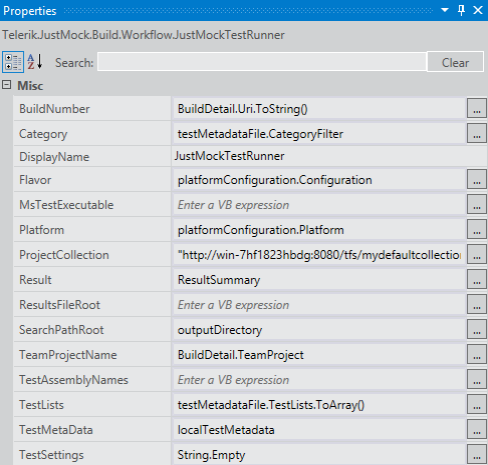 Properties
Telerik.JustMock.Build.Workflow.JustMockTestRunner
A Z Search: Clear
Misc
BuildNumber BuildDetail.Uri.ToString() ...
Category testMetadataFile.CategoryFilter ...
DisplayName JustMockTestRunner
Flavor platformConfiguration.Configuration ...
MsTestExecutable Enter a VB expression ...
Platform platformConfiguration.Platform ...
ProjectCollection "http://win-7hf1823hbdg:8080/tfs/mydefaultcollection ...
Result ResultSummary ...
ResultsFileRoot Enter a VB expression ...
SearchPathRoot outputDirectory ...
TeamProjectName BuildDetail.TeamProject ...
TestAssemblyNames Enter a VB expression ...
TestLists testMetadataFile.TestLists.ToArray() ...
TestMetaData localTestMetadata ...
TestSettings String.Empty ...